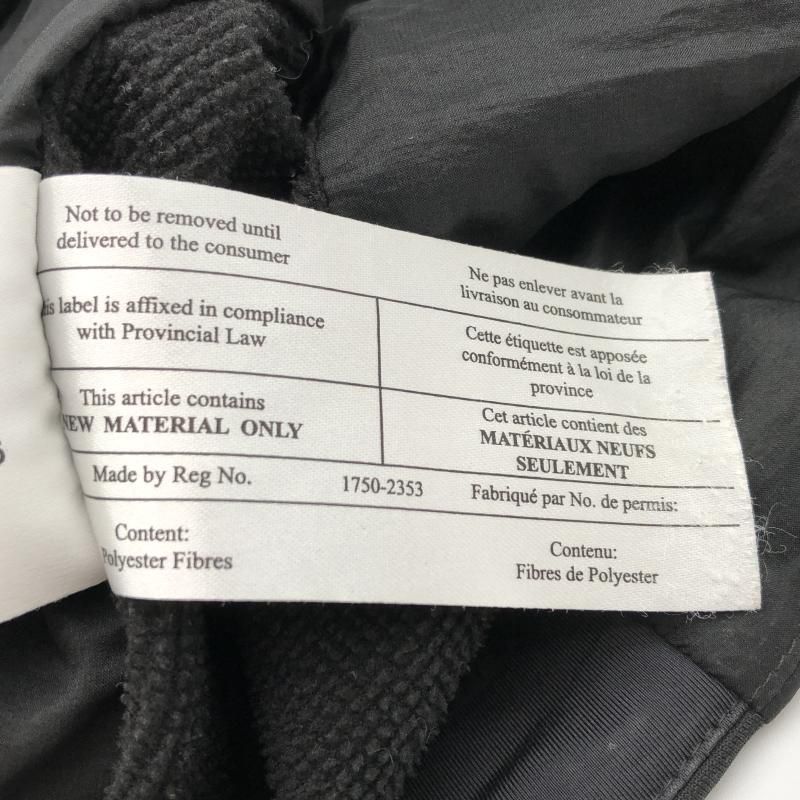 Not to be removed until
delivered to the consumer
Ne pas enlever avant la
livraison au consommateur
is label is affixed in compliance
with Provincial Law
Cette étiquette est apposée
conformément à la loi de la
province
This article contains
NEW MATERIAL ONLY
Cet article contient des
MATÉRIAUX NEUFS
SEULEMENT
Made by Reg No. 1750-2353 Fabriqué par No. de permis:
Content:
Polyester Fibres
Contenu:
Fibres de Polyester